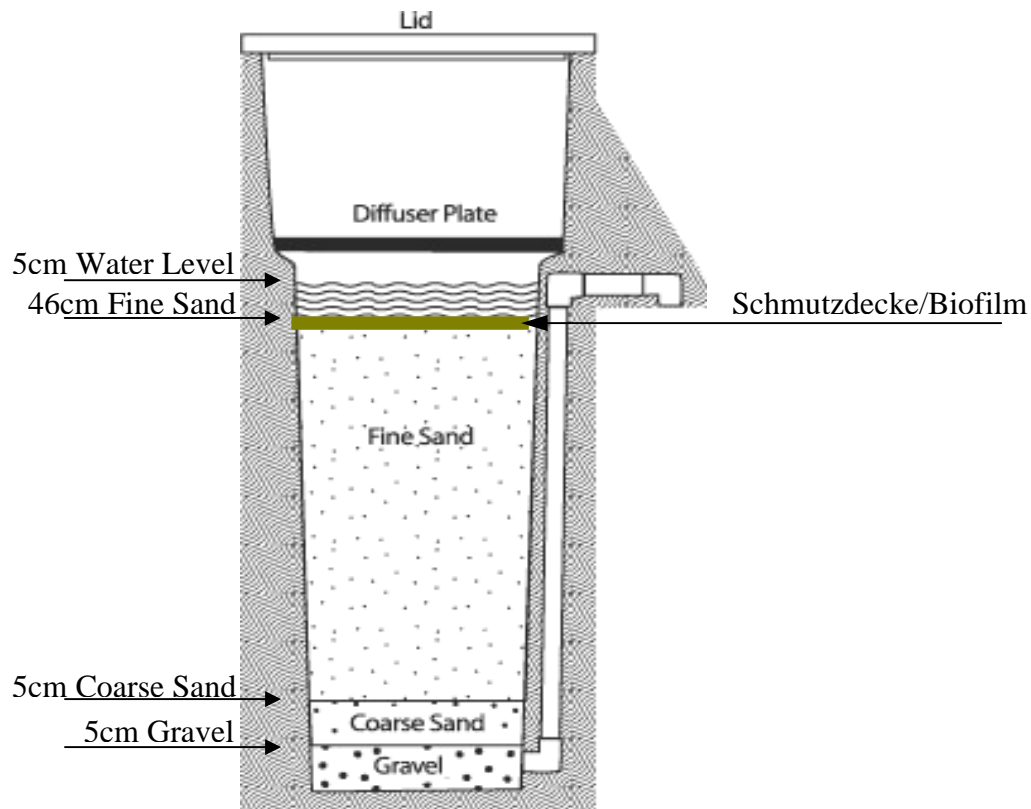 Lid
Diffuser Plate
5cm Water Level
46cm Fine Sand
Schmutzdecke/Biofilm
Fine Sand
5cm Coarse Sand
Coarse Sand
5cm Gravel
Gravel